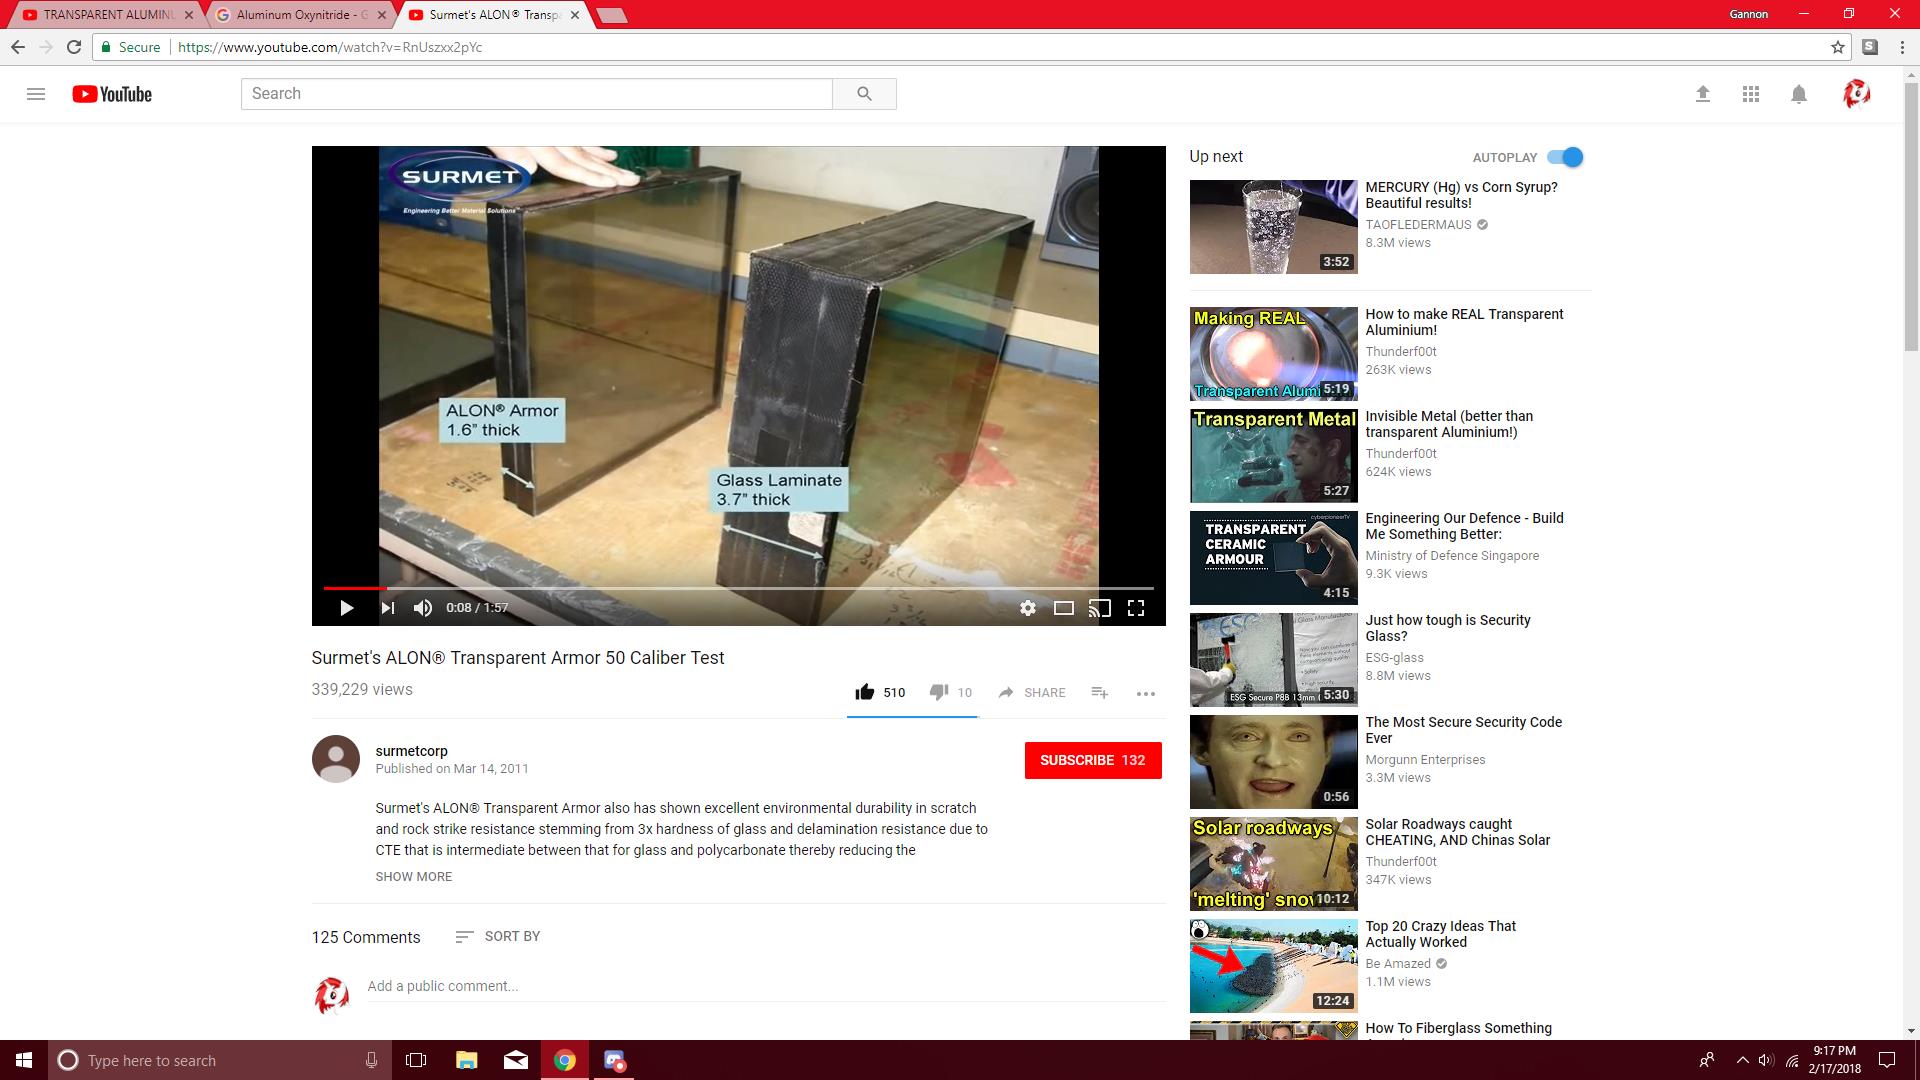 TRANSPARENT ALUMINU
Aluminum Oxynitride - G
Surmet's ALON® Transpa
Gannon
Secure
https://www.youtube.com/watch?v=RnUszxx2pYc
S
YouTube
Search
SURMET
Engineering Better Material Solutions™
ALON® Armor
1.6" thick
Glass Laminate
3.7" thick
0:08 / 1:57
Surmet's ALON® Transparent Armor 50 Caliber Test
339,229 views
510
10
SHARE
surmetcorp
Published on Mar 14, 2011
SUBSCRIBE 132
Surmet's ALON® Transparent Armor also has shown excellent environmental durability in scratch
and rock strike resistance stemming from 3x hardness of glass and delamination resistance due to
CTE that is intermediate between that for glass and polycarbonate thereby reducing the
SHOW MORE
125 Comments
SORT BY
Add a public comment...
Up next
AUTOPLAY
3:52
MERCURY (Hg) vs Corn Syrup?
Beautiful results!
TAOFLEDERMAUS
8.3M views
Making REAL
Transparent Alumi
5:19
How to make REAL Transparent
Aluminium!
Thunderf00t
263K views
Transparent Metal
5:27
Invisible Metal (better than
transparent Aluminium!)
Thunderf00t
624K views
cyberpioneerTV
TRANSPARENT
CERAMIC
ARMOUR
4:15
Engineering Our Defence - Build
Me Something Better:
Ministry of Defence Singapore
9.3K views
ESG Secure P8B 13mm
5:30
Just how tough is Security
Glass?
ESG-glass
8.8M views
0:56
The Most Secure Security Code
Ever
Morgunn Enterprises
3.3M views
Solar roadways
'melting' snow
10:12
Solar Roadways caught
CHEATING, AND Chinas Solar
Thunderf00t
347K views
12:24
Top 20 Crazy Ideas That
Actually Worked
Be Amazed
1.1M views
How To Fiberglass Something
Type here to search
9:17 PM
2/17/2018